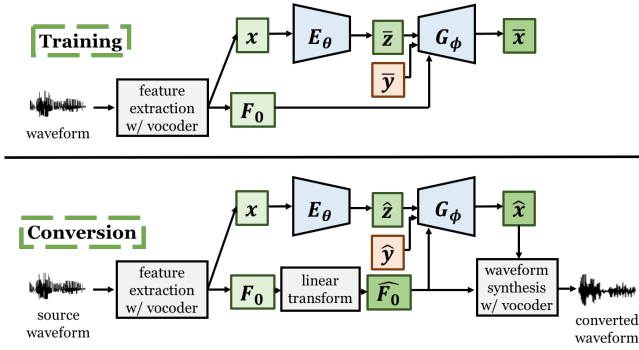 Training
x
E_θ
z̄
G_ϕ
x̄
ȳ
feature
extraction
w/ vocoder
F_0
waveform
Conversion
x
E_θ
ẑ
G_ϕ
x̂
ŷ
feature
extraction
w/ vocoder
F_0
linear
transform
F̂_0
waveform
synthesis
w/ vocoder
source
waveform
converted
waveform